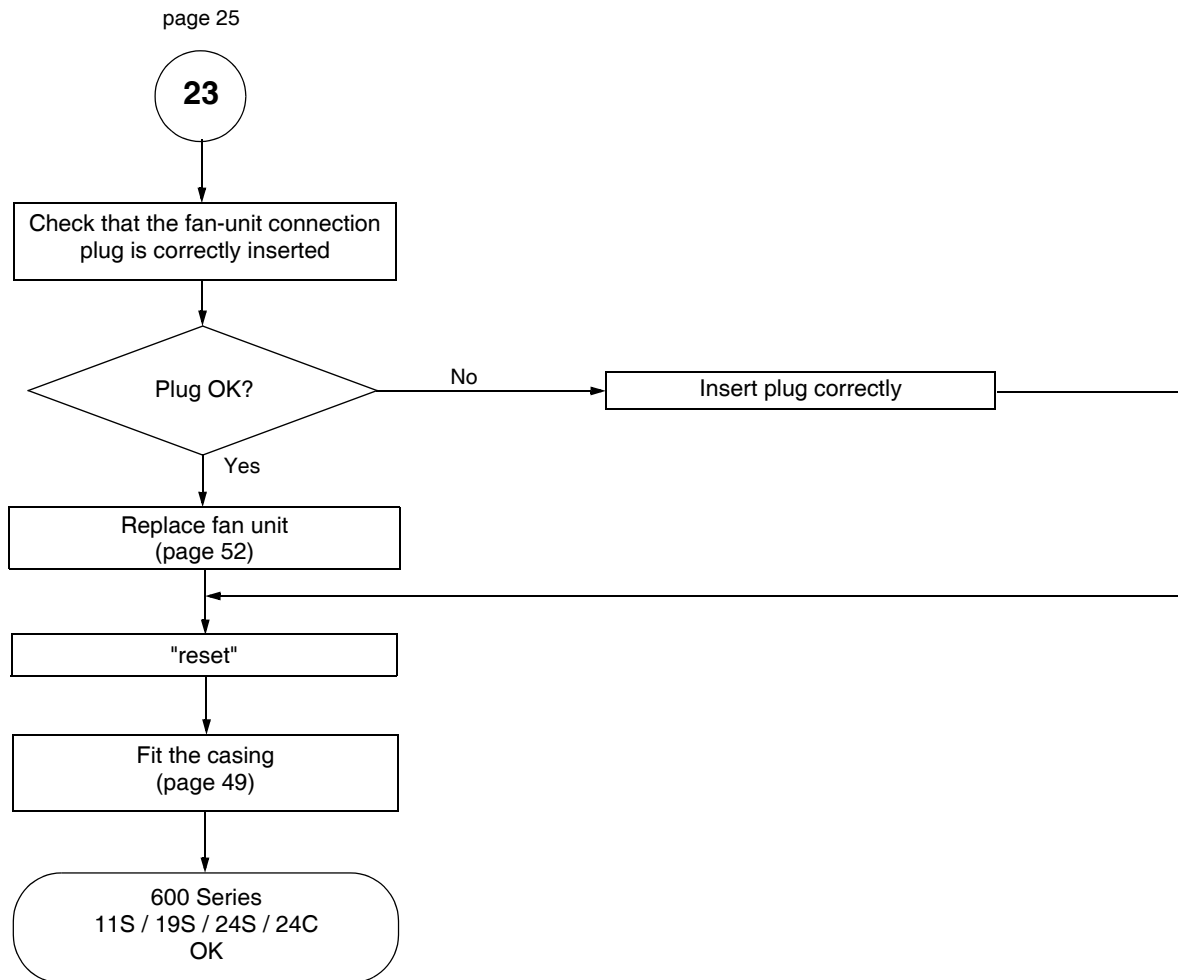 page 25
23
Check that the fan-unit connection
plug is correctly inserted
Plug OK?
No
Insert plug correctly
Yes
Replace fan unit
(page 52)
"reset"
Fit the casing
(page 49)
600 Series
11S / 19S / 24S / 24C
OK